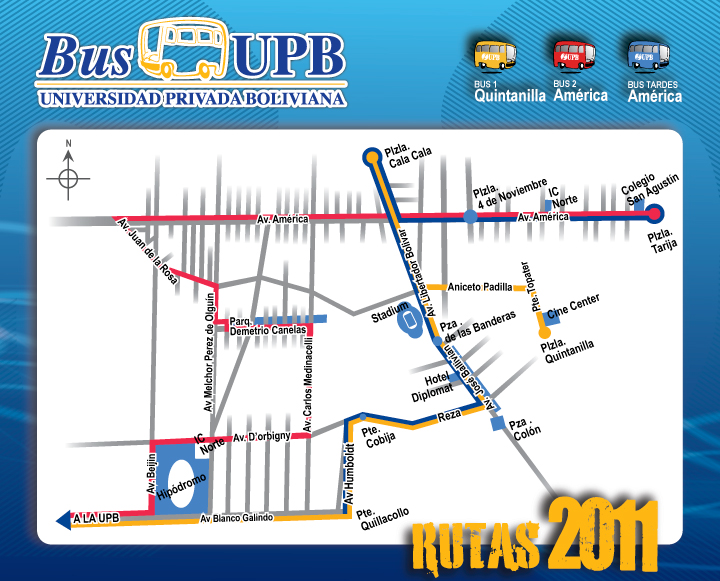 Bus UPB
UNIVERSIDAD PRIVADA BOLIVIANA
BUS 1
Quintanilla
BUS 2
América
BUS TARDES
América
N
Plzla.
Cala Cala
Plzla.
4 de Noviembre
IC
Norte
Colegio
San Agustín
Av. América
Av. América
Plzla.
Tarija
Av. Juan de la Rosa
Av. Libertador Bolivar
Aniceto Padilla
Pte. Topater
Stadium
Cine Center
Plzla.
Quintanilla
Pza .
de las Banderas
Av Melchor Perez de Olguín
Parq.
Demetrio Canelas
Av. Carlos Medinacelli
Hotel
Diplomat
Av. José Ballivian
Reza
Pza .
Colón
IC
Norte
Av. D'orbigny
Pte.
Cobija
Av. Beijin
Hipódromo
Av Humboldt
A LA UPB
Av Blanco Galindo
Pte.
Quillacollo
RUTAS 2011